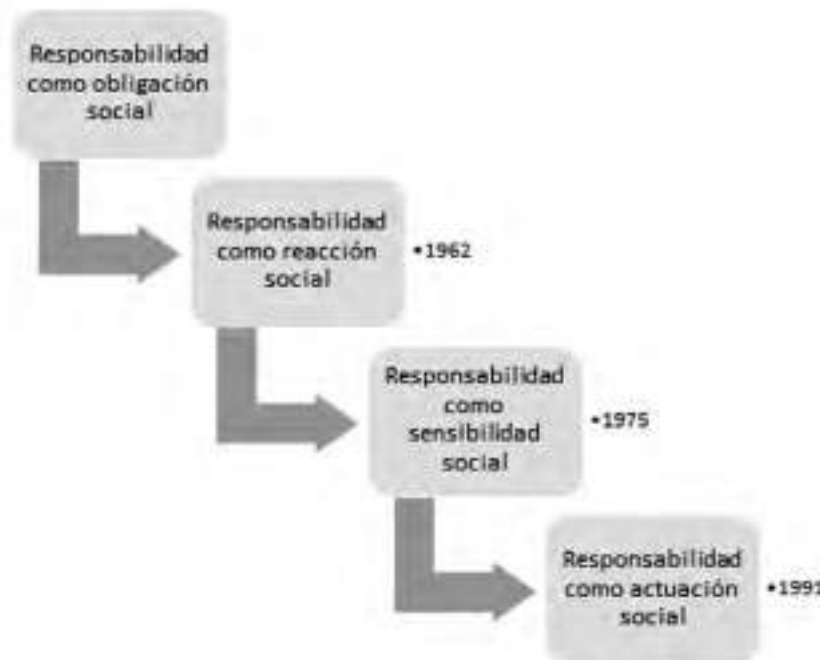 Responsabilidad
como obligación
social
Responsabilidad
como reacción
social
•1962
Responsabilidad
como
sensibilidad
social
•1975
Responsabilidad
como actuación
social
•1991